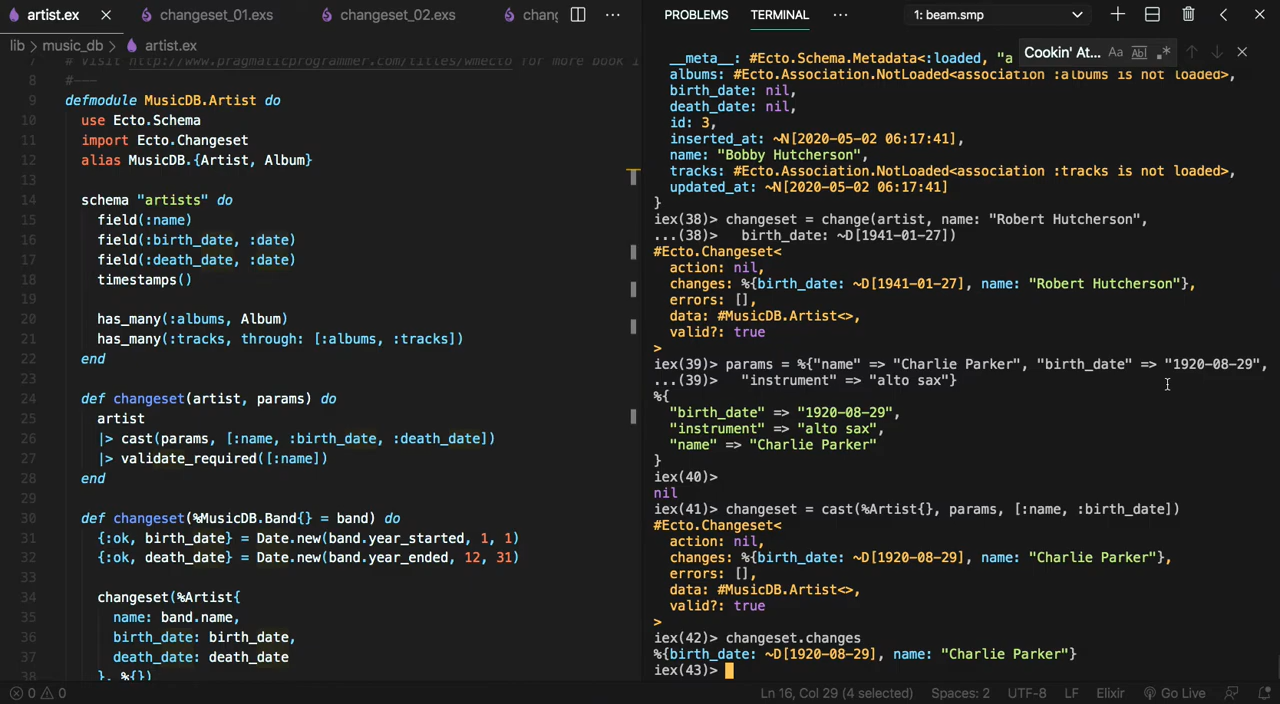 artist.ex
changeset_01.exs
changeset_02.exs
chang
PROBLEMS
TERMINAL
1: beam.smp
lib > music_db > artist.ex
Cookin' At...
Aa
Abl
7 # Visit http://www.pragmaticprogrammer.com/titles/wmecto for more book i
8 #---
9 defmodule MusicDB.Artist do
10 use Ecto.Schema
11 import Ecto.Changeset
12 alias MusicDB.{Artist, Album}
13
14 schema "artists" do
15 field(:name)
16 field(:birth_date, :date)
17 field(:death_date, :date)
18 timestamps()
19
20 has_many(:albums, Album)
21 has_many(:tracks, through: [:albums, :tracks])
22 end
23
24 def changeset(artist, params) do
25 artist
26 |> cast(params, [:name, :birth_date, :death_date])
27 |> validate_required([:name])
28 end
29
30 def changeset(%MusicDB.Band{} = band) do
31 {:ok, birth_date} = Date.new(band.year_started, 1, 1)
32 {:ok, death_date} = Date.new(band.year_ended, 12, 31)
33
34 changeset(%Artist{
35 name: band.name,
36 birth_date: birth_date,
37 death_date: death_date
38 }, %{})
__meta__: #Ecto.Schema.Metadata<:loaded, "a
albums: #Ecto.Association.NotLoaded<association :albums is not loaded>,
birth_date: nil,
death_date: nil,
id: 3,
inserted_at: ~N[2020-05-02 06:17:41],
name: "Bobby Hutcherson",
tracks: #Ecto.Association.NotLoaded<association :tracks is not loaded>,
updated_at: ~N[2020-05-02 06:17:41]
}
iex(38)> changeset = change(artist, name: "Robert Hutcherson",
...(38)> birth_date: ~D[1941-01-27])
#Ecto.Changeset<
action: nil,
changes: %{birth_date: ~D[1941-01-27], name: "Robert Hutcherson"},
errors: [],
data: #MusicDB.Artist<>,
valid?: true
>
iex(39)> params = %{"name" => "Charlie Parker", "birth_date" => "1920-08-29",
...(39)> "instrument" => "alto sax"}
%{
"birth_date" => "1920-08-29",
"instrument" => "alto sax",
"name" => "Charlie Parker"
}
iex(40)>
nil
iex(41)> changeset = cast(%Artist{}, params, [:name, :birth_date])
#Ecto.Changeset<
action: nil,
changes: %{birth_date: ~D[1920-08-29], name: "Charlie Parker"},
errors: [],
data: #MusicDB.Artist<>,
valid?: true
>
iex(42)> changeset.changes
%{birth_date: ~D[1920-08-29], name: "Charlie Parker"}
iex(43)>
0 0
Ln 16, Col 29 (4 selected)
Spaces: 2
UTF-8
LF
Elixir
Go Live